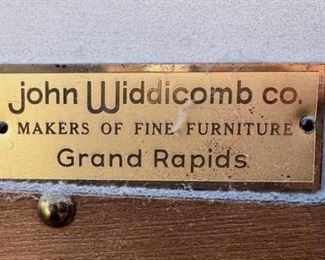 john Widdicomb co.
MAKERS OF FINE FURNITURE
Grand Rapids